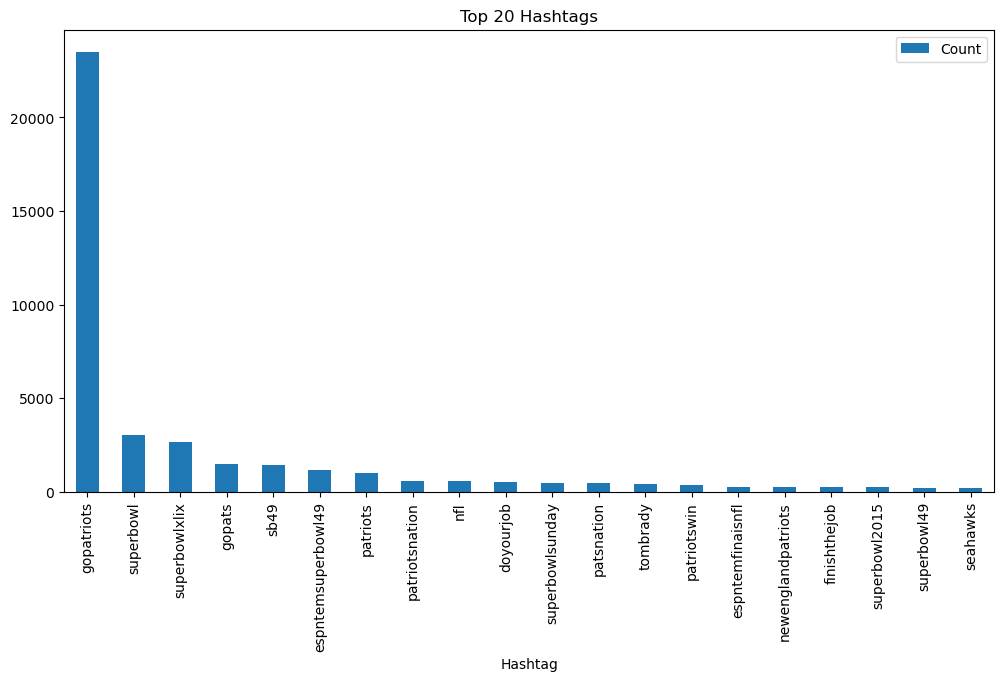 Top 20 Hashtags
Count
20000
15000
10000
5000
0
gopatriots
superbowl
superbowlxlix
gopats
sb49
espntemsuperbowl49
patriots
patriotsnation
nfl
doyourjob
superbowlsunday
patsnation
tombrady
patriotswin
espntemfinaisnfl
newenglandpatriots
finishthejob
superbowl2015
superbowl49
seahawks
Hashtag